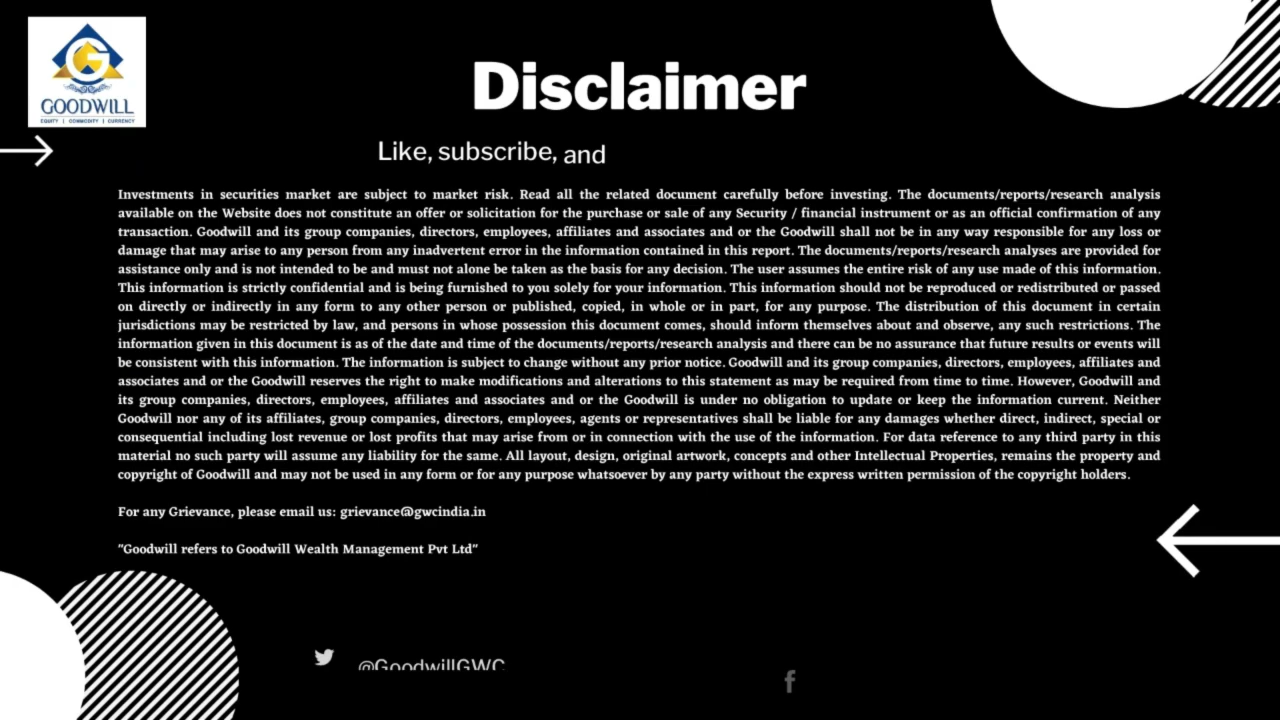 GOODWILL
EQUITY | COMMODITY | CURRENCY
Disclaimer
Like, subscribe, and
Investments in securities market are subject to market risk. Read all the related document carefully before investing. The documents/reports/research analysis
available on the Website does not constitute an offer or solicitation for the purchase or sale of any Security / financial instrument or as an official confirmation of any
transaction. Goodwill and its group companies, directors, employees, affiliates and associates and or the Goodwill shall not be in any way responsible for any loss or
damage that may arise to any person from any inadvertent error in the information contained in this report. The documents/reports/research analyses are provided for
assistance only and is not intended to be and must not alone be taken as the basis for any decision. The user assumes the entire risk of any use made of this information.
This information is strictly confidential and is being furnished to you solely for your information. This information should not be reproduced or redistributed or passed
on directly or indirectly in any form to any other person or published, copied, in whole or in part, for any purpose. The distribution of this document in certain
jurisdictions may be restricted by law, and persons in whose possession this document comes, should inform themselves about and observe, any such restrictions. The
information given in this document is as of the date and time of the documents/reports/research analysis and there can be no assurance that future results or events will
be consistent with this information. The information is subject to change without any prior notice. Goodwill and its group companies, directors, employees, affiliates and
associates and or the Goodwill reserves the right to make modifications and alterations to this statement as may be required from time to time. However, Goodwill and
its group companies, directors, employees, affiliates and associates and or the Goodwill is under no obligation to update or keep the information current. Neither
Goodwill nor any of its affiliates, group companies, directors, employees, agents or representatives shall be liable for any damages whether direct, indirect, special or
consequential including lost revenue or lost profits that may arise from or in connection with the use of the information. For data reference to any third party in this
material no such party will assume any liability for the same. All layout, design, original artwork, concepts and other Intellectual Properties, remains the property and
copyright of Goodwill and may not be used in any form or for any purpose whatsoever by any party without the express written permission of the copyright holders.
For any Grievance, please email us: grievance@gwcindia.in
"Goodwill refers to Goodwill Wealth Management Pvt Ltd"
@GoodwillGWC